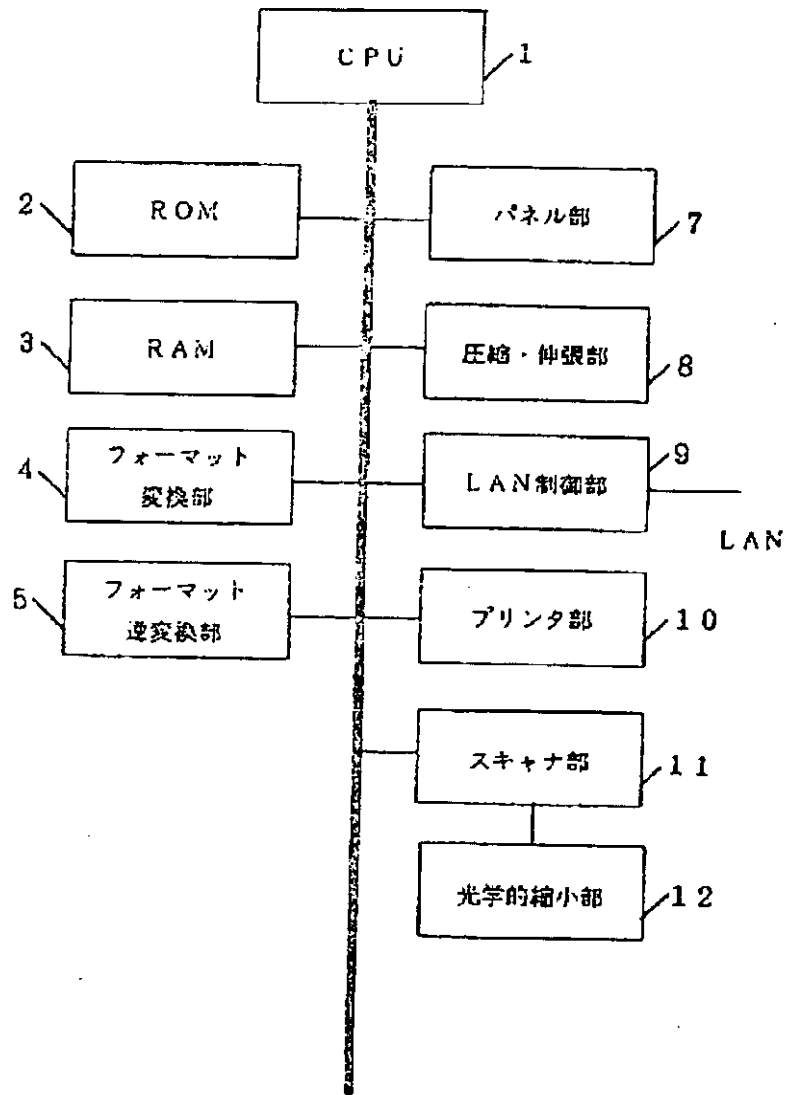 CPU
1
2
ROM
パネル部
7
3
RAM
圧縮・伸張部
8
4
フォーマット
変換部
LAN制御部
9
LAN
5
フォーマット
逆変換部
プリンタ部
10
スキャナ部
11
光学的縮小部
12